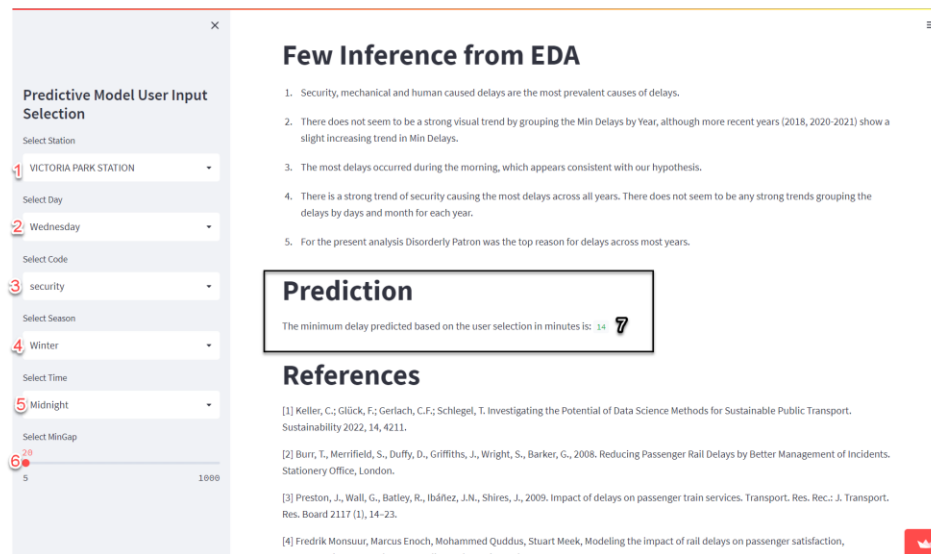 ×
Predictive Model User Input
Selection
Select Station
1
VICTORIA PARK STATION
Select Day
2
Wednesday
Select Code
3
security
Select Season
4
Winter
Select Time
5
Midnight
Select MinGap
20
6
5 1000
Few Inference from EDA
1. Security, mechanical and human caused delays are the most prevalent causes of delays.
2. There does not seem to be a strong visual trend by grouping the Min Delays by Year, although more recent years (2018, 2020-2021) show a
slight increasing trend in Min Delays.
3. The most delays occurred during the morning, which appears consistent with our hypothesis.
4. There is a strong trend of security causing the most delays across all years. There does not seem to be any strong trends grouping the
delays by days and month for each year.
5. For the present analysis Disorderly Patron was the top reason for delays across most years.
Prediction
The minimum delay predicted based on the user selection in minutes is: 14 7
References
[1] Keller, C.; Glück, F.; Gerlach, C.F.; Schlegel, T. Investigating the Potential of Data Science Methods for Sustainable Public Transport.
Sustainability 2022, 14, 4211.
[2] Burr, T., Merrifield, S., Duffy, D., Griffiths, J., Wright, S., Barker, G., 2008. Reducing Passenger Rail Delays by Better Management of Incidents.
Stationery Office, London.
[3] Preston, J., Wall, G., Batley, R., Ibáñez, J.N., Shires, J., 2009. Impact of delays on passenger train services. Transport. Res. Rec.: J. Transport.
Res. Board 2117 (1), 14–23.
[4] Fredrik Monsuur, Marcus Enoch, Mohammed Quddus, Stuart Meek, Modeling the impact of rail delays on passenger satisfaction,